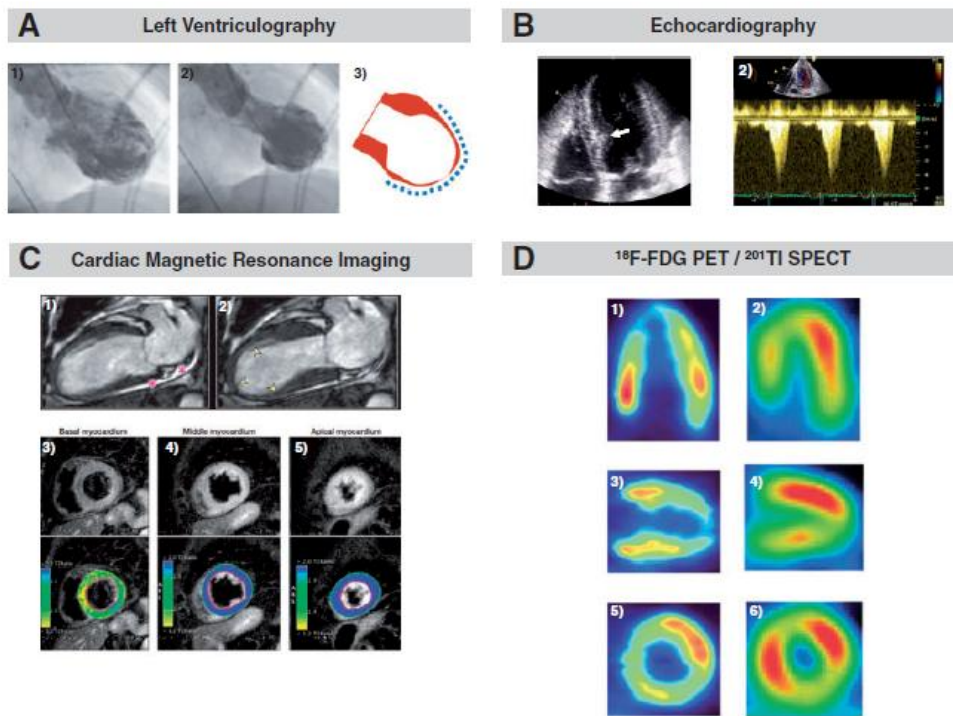 A Left Ventriculography
1) 2) 3)
B Echocardiography
2)
C Cardiac Magnetic Resonance Imaging
1) 2)
Basal myocardium Middle myocardium Apical myocardium
3) 4) 5)
D ¹⁸F-FDG PET / ²⁰¹Tl SPECT
1) 2)
3) 4)
5) 6)